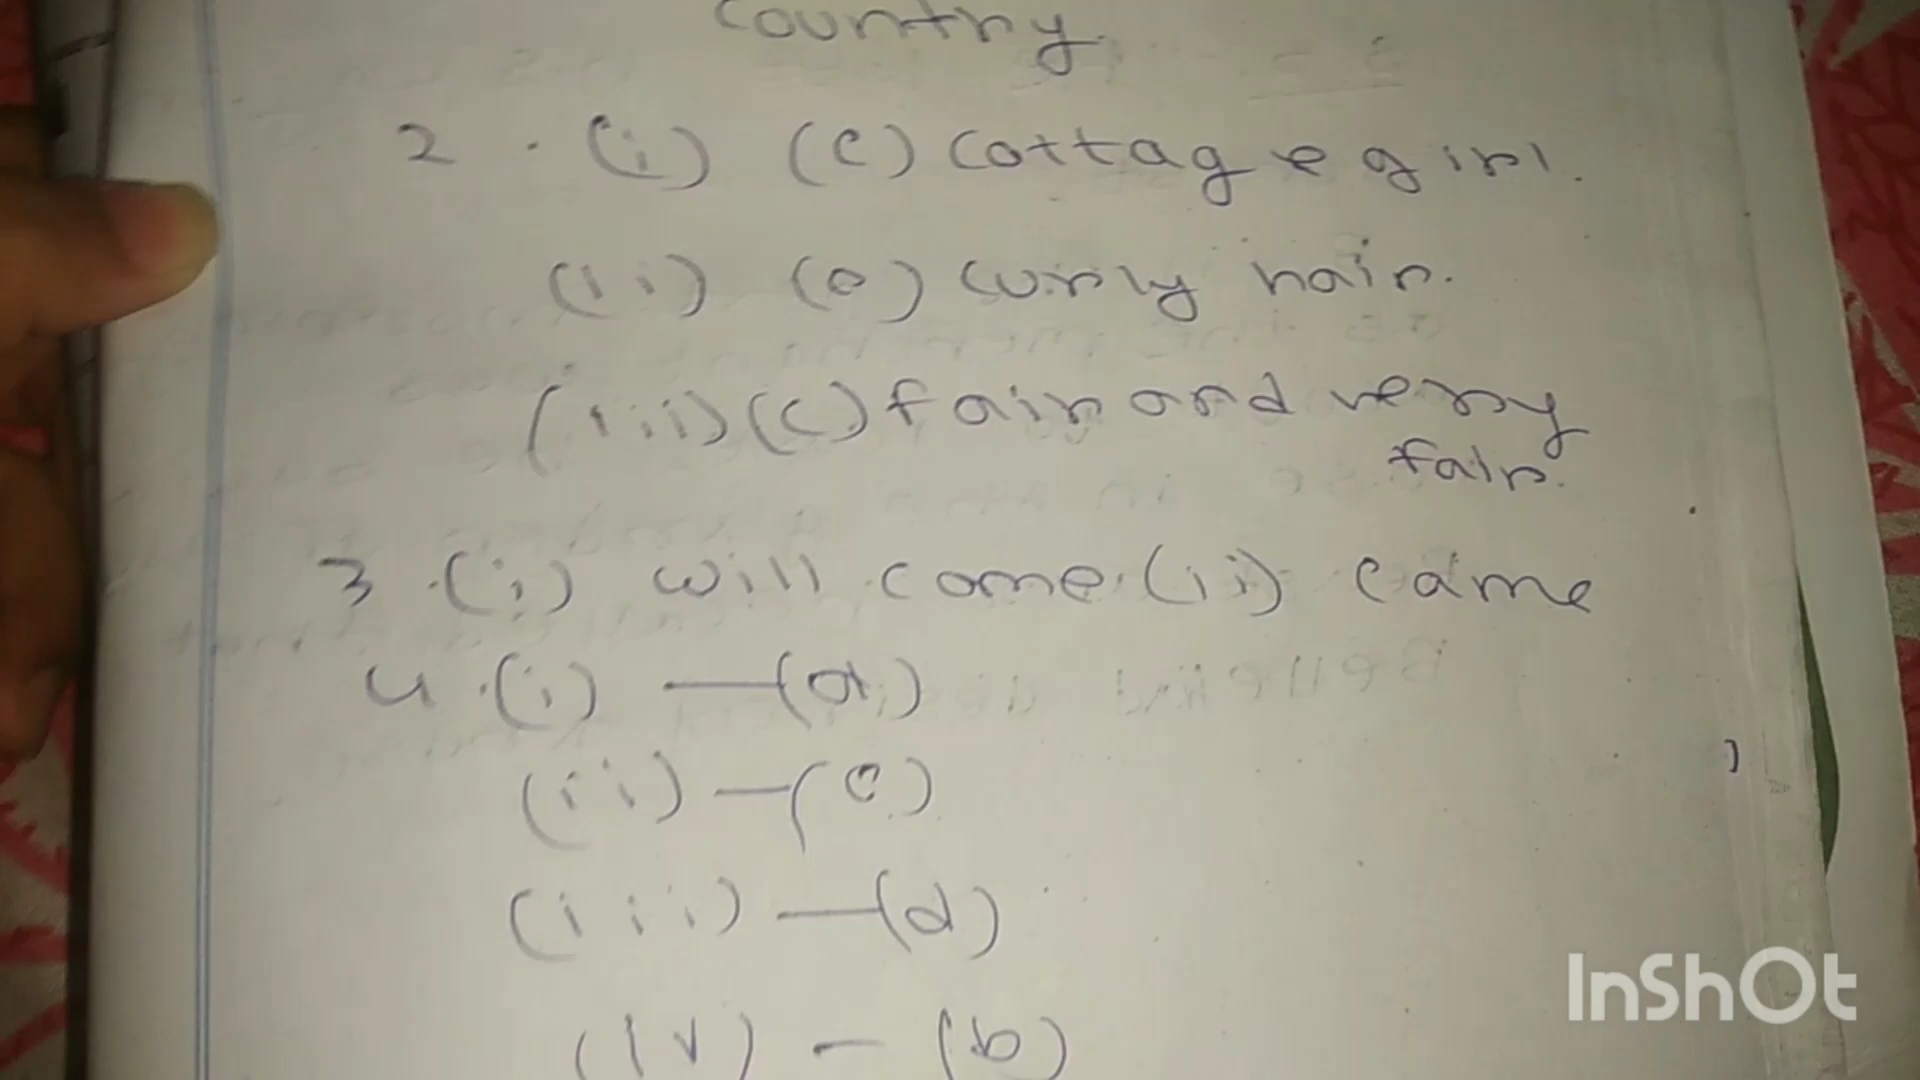 country.
2. (i) (c) cottage girl.
(ii) (a) curly hair.
(iii) (c) fair and very
fair.
3. (i) will come. (ii) came
4. (i) — (a)
(ii) — (c)
(iii) — (d)
(iv) — (b)
InShOt